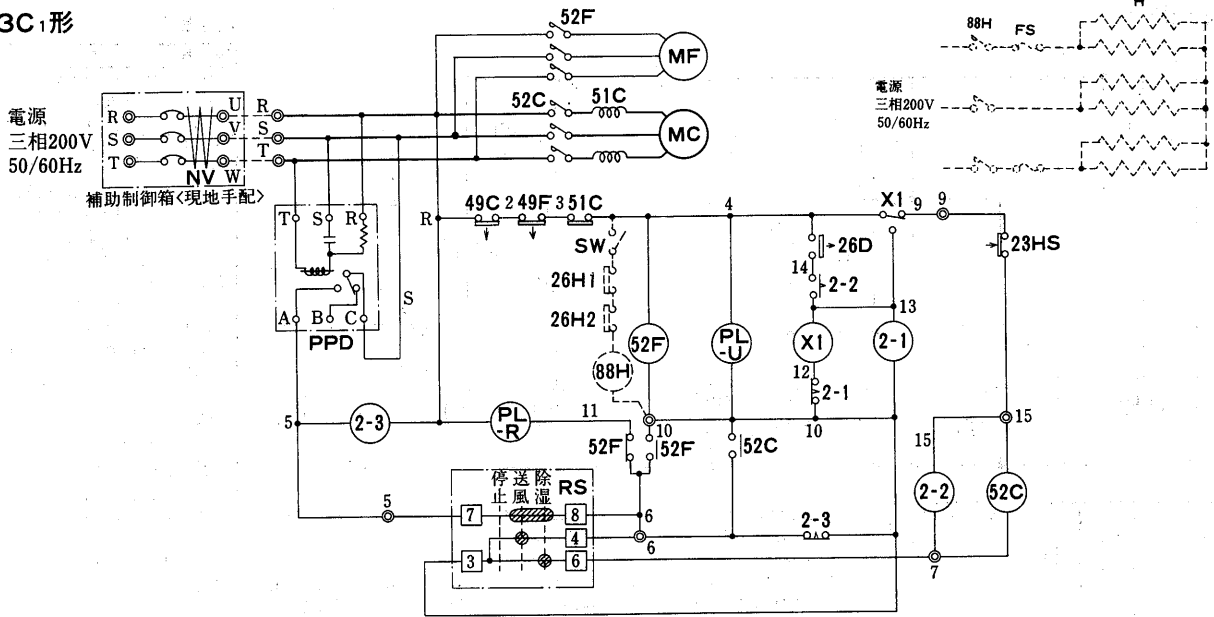 3C₁形
52F
MF
H
88H
FS
電源
三相200V
50/60Hz
電源
三相200V
50/60Hz
R
S
T
NV
U
V
W
R
S
T
補助制御箱<現地手配>
52C
51C
MC
T
S
R
A
B
C
PPD
S
R
49C
2
49F
3
51C
4
X1
9
9
SW
26H1
26H2
88H
52F
PL-U
26D
14
2-2
X1
12
2-1
13
2-1
23HS
10
10
5
2-3
PL-R
11
52F
52F
52C
15
15
2-2
52C
5
停止
送風
除湿
RS
7
8
4
3
6
6
6
2-3
7